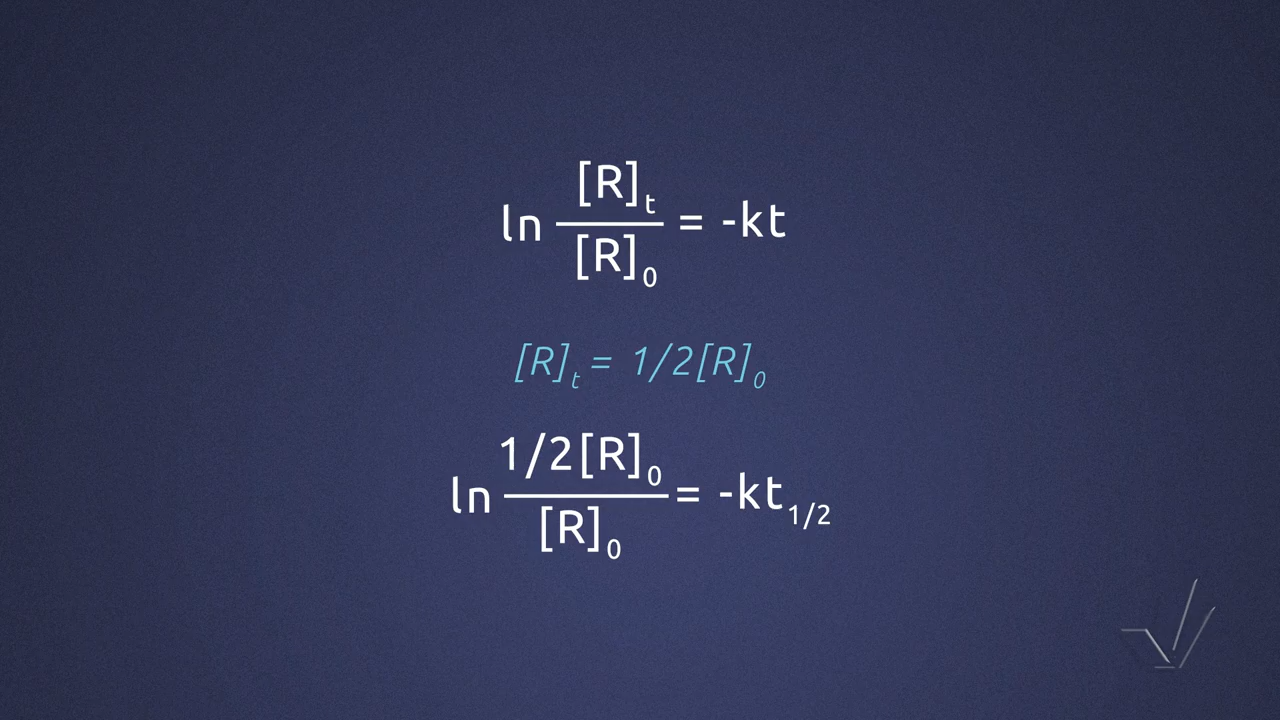 ln [R]t/[R]0 = -kt
[R]t = 1/2[R]0
ln 1/2[R]0/[R]0 = -kt1/2